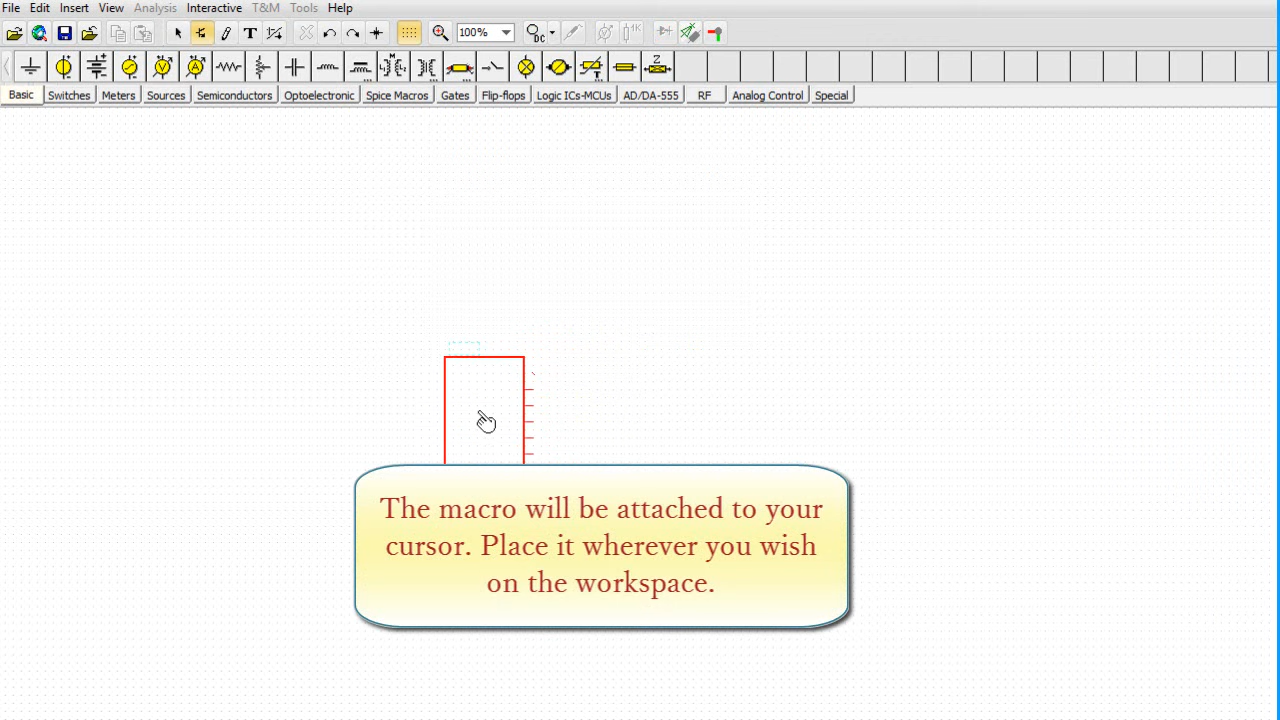 File Edit Insert View Analysis Interactive T&M Tools Help
T 100% DC 1K
V A M T Z
Basic Switches Meters Sources Semiconductors Optoelectronic Spice Macros Gates Flip-flops Logic ICs-MCUs AD/DA-555 RF Analog Control Special
The macro will be attached to your
cursor. Place it wherever you wish
on the workspace.